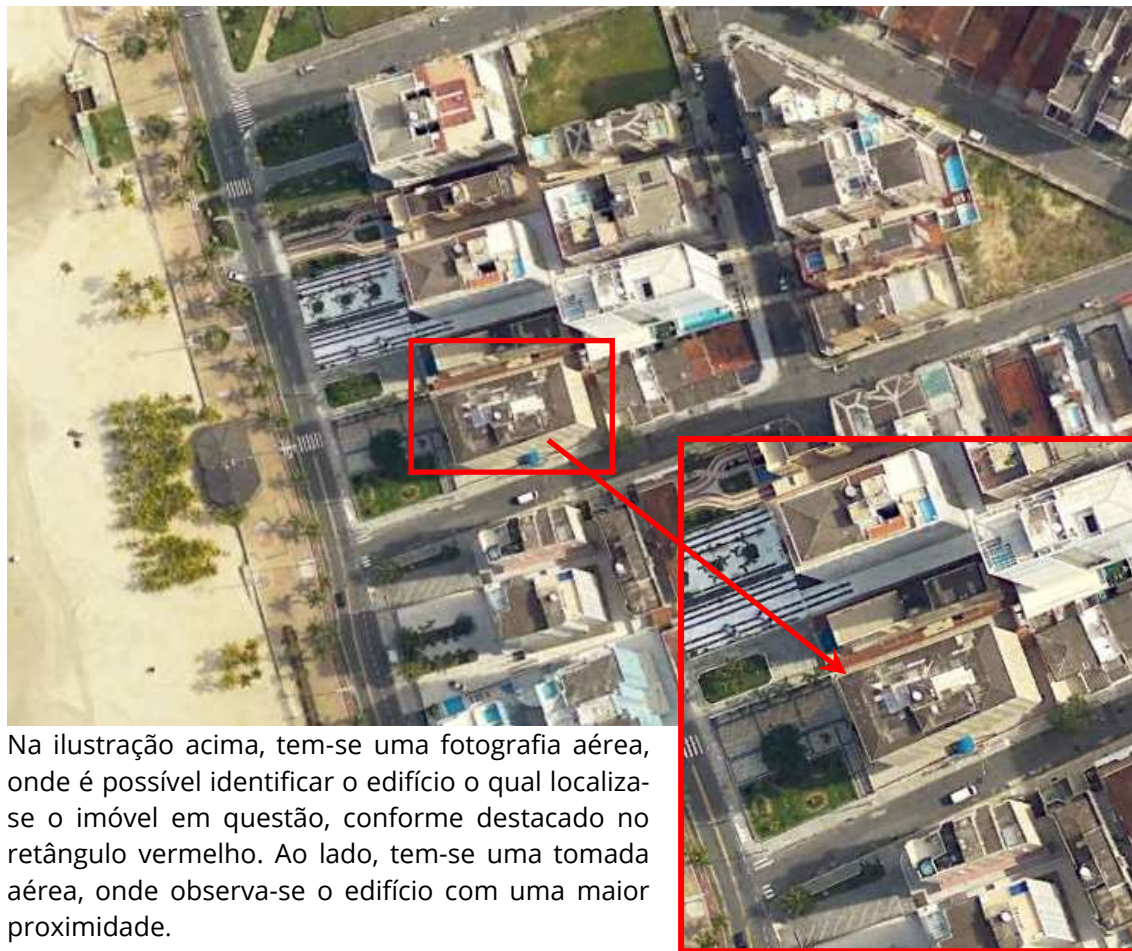 Na ilustração acima, tem-se uma fotografia aérea,
onde é possível identificar o edifício o qual localiza-
se o imóvel em questão, conforme destacado no
retângulo vermelho. Ao lado, tem-se uma tomada
aérea, onde observa-se o edifício com uma maior
proximidade.